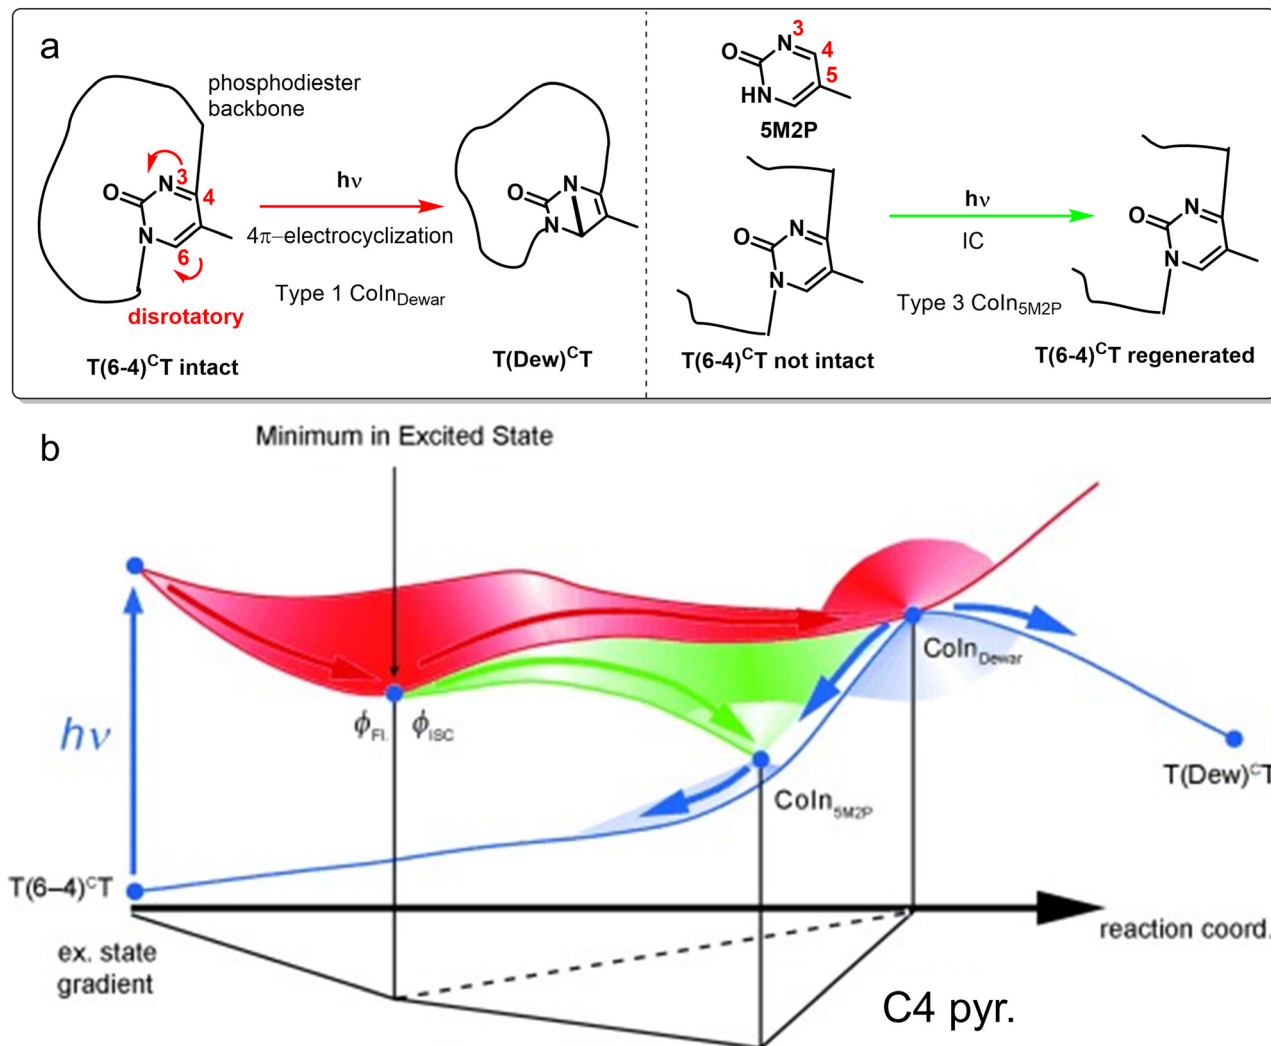 a
phosphodiester
backbone
O
N
3
4
N
6
disrotatory
T(6-4)ᶜT intact
hν
4π−electrocyclization
Type 1 CoIn_Dewar
O
N
N
T(Dew)ᶜT
O
N
3
4
5
HN
5M2P
O
N
N
T(6-4)ᶜT not intact
hν
IC
Type 3 CoIn_5M2P
O
N
N
T(6-4)ᶜT regenerated
b
Minimum in Excited State
hν
ϕ_Fl.
ϕ_ISC
CoIn_Dewar
T(Dew)ᶜT
CoIn_5M2P
T(6–4)ᶜT
reaction coord.
ex. state
gradient
C4 pyr.